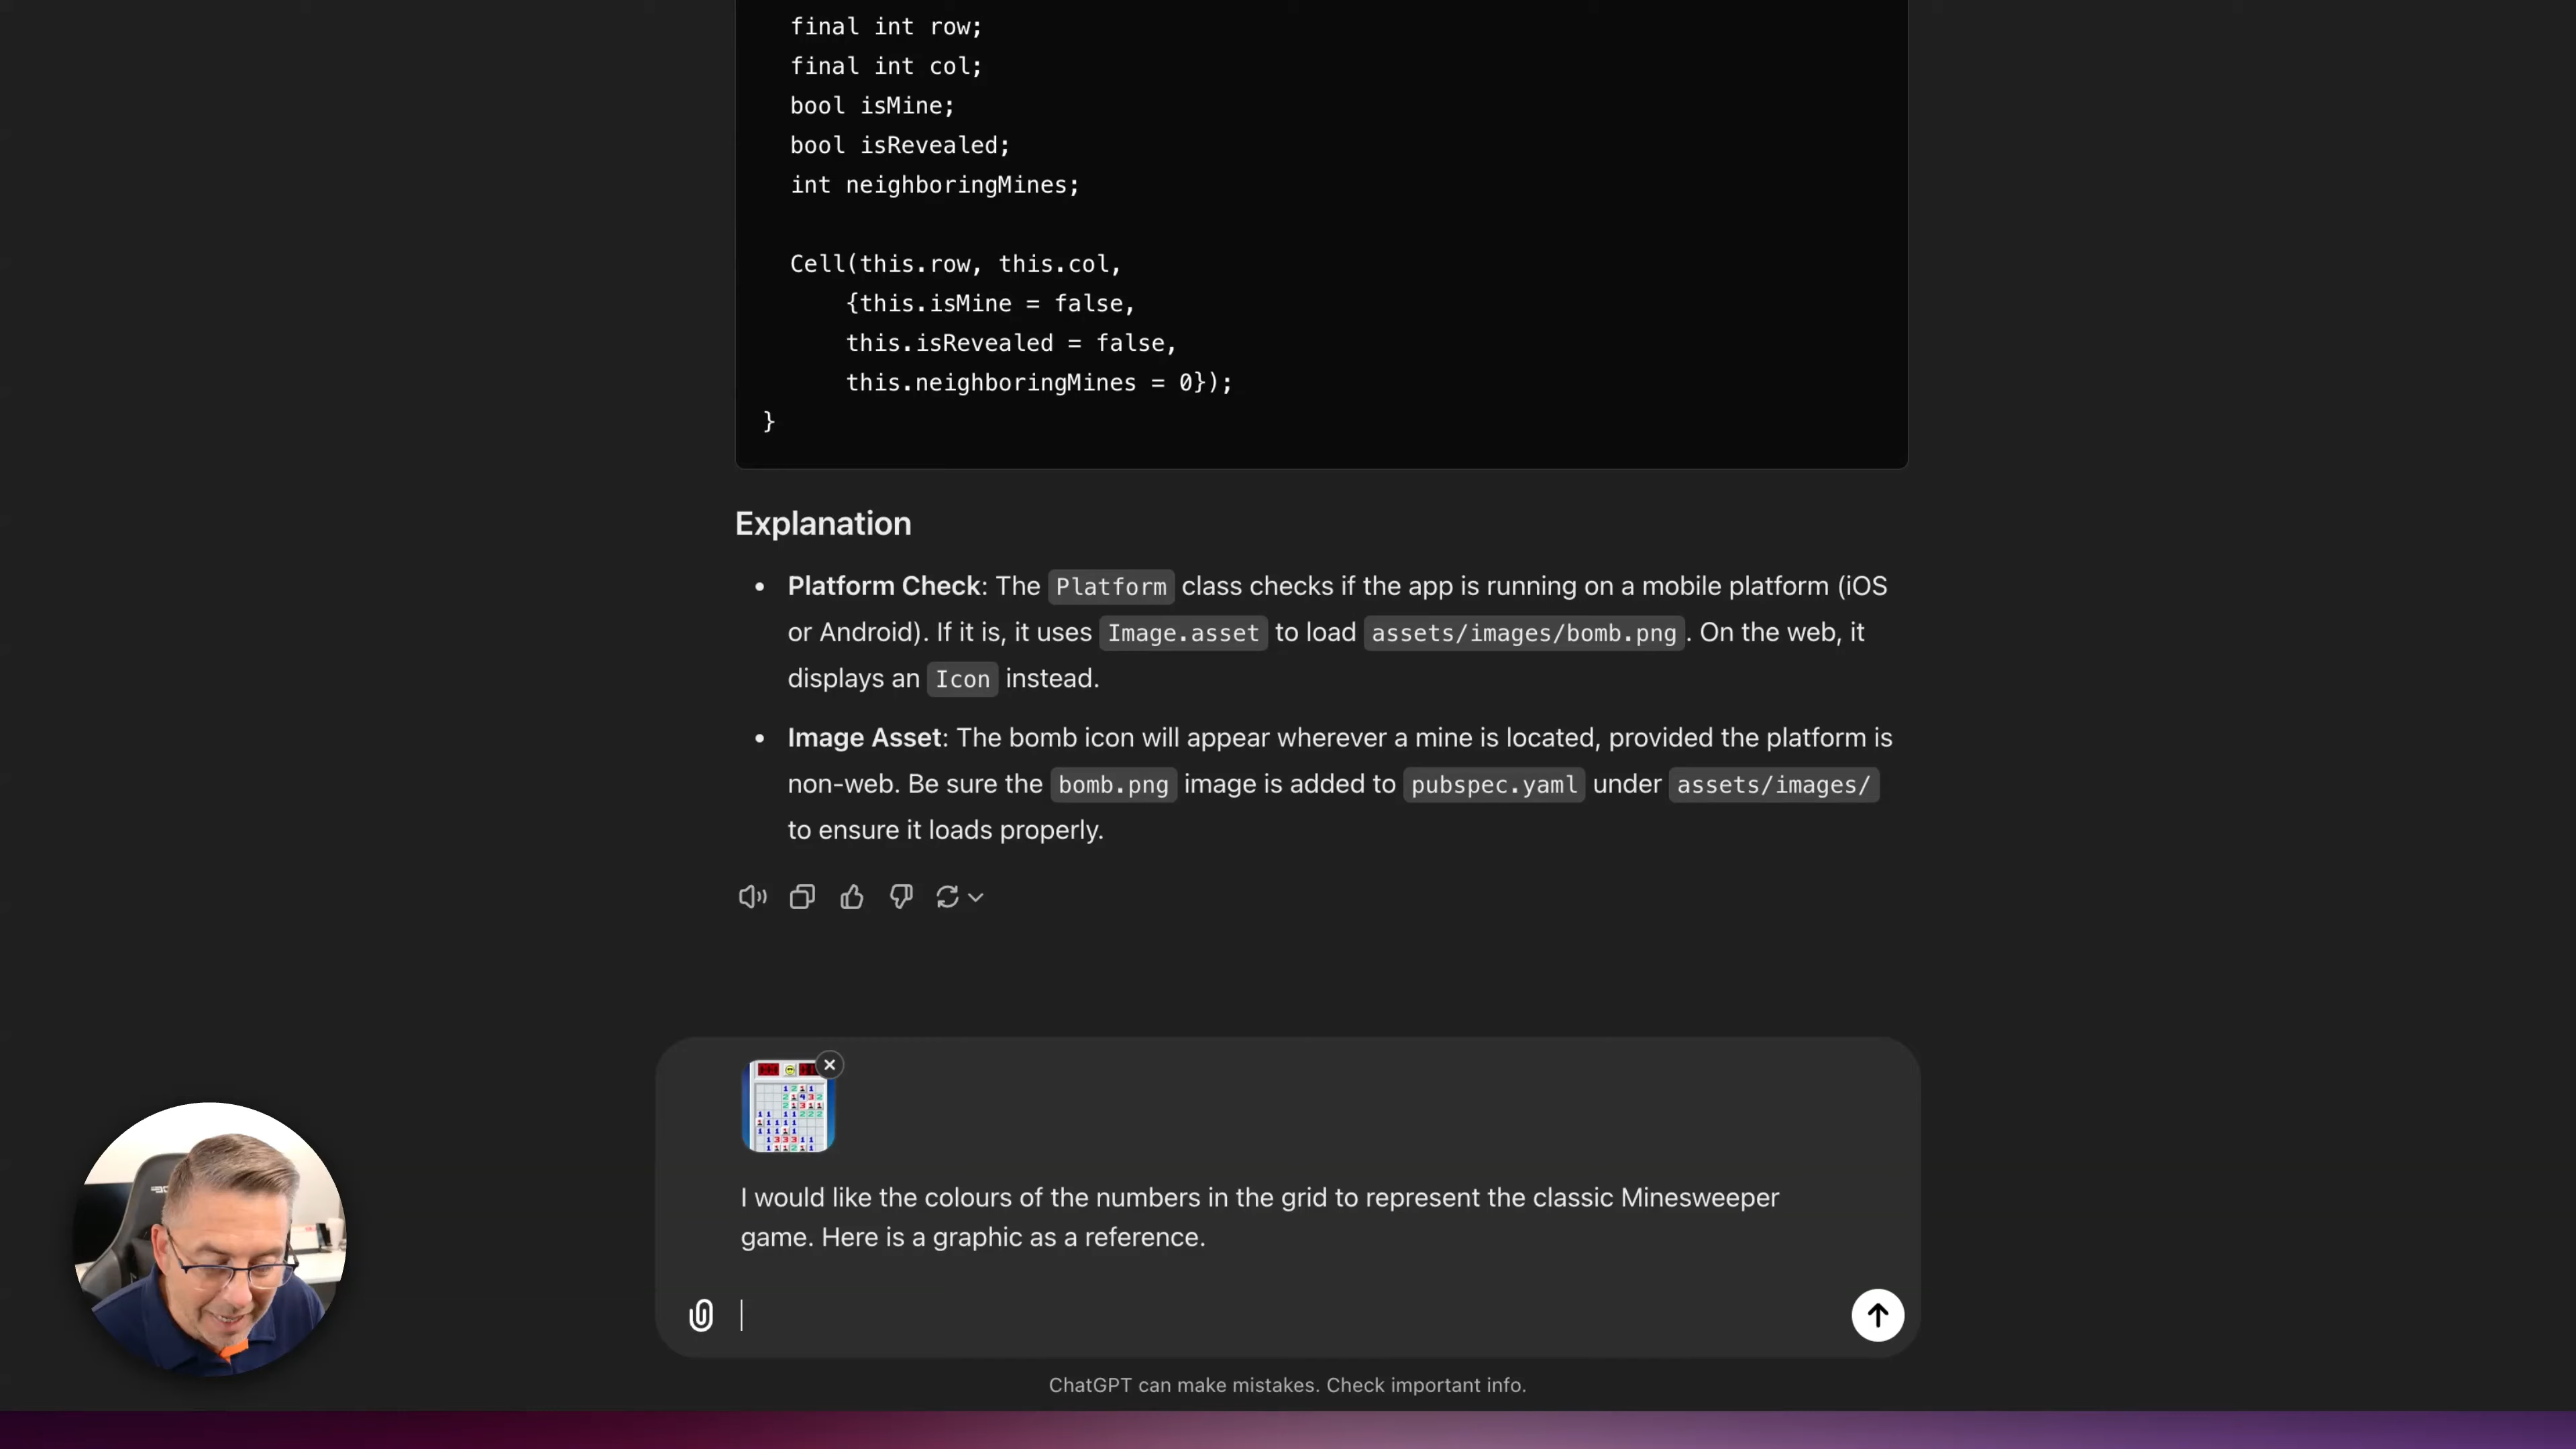 final int row;
final int col;
bool isMine;
bool isRevealed;
int neighboringMines;
Cell(this.row, this.col,
{this.isMine = false,
this.isRevealed = false,
this.neighboringMines = 0});
}
Explanation
• Platform Check: The Platform class checks if the app is running on a mobile platform (iOS
or Android). If it is, it uses Image.asset to load assets/images/bomb.png. On the web, it
displays an Icon instead.
• Image Asset: The bomb icon will appear wherever a mine is located, provided the platform is
non-web. Be sure the bomb.png image is added to pubspec.yaml under assets/images/
to ensure it loads properly.
I would like the colours of the numbers in the grid to represent the classic Minesweeper
game. Here is a graphic as a reference.
ChatGPT can make mistakes. Check important info.